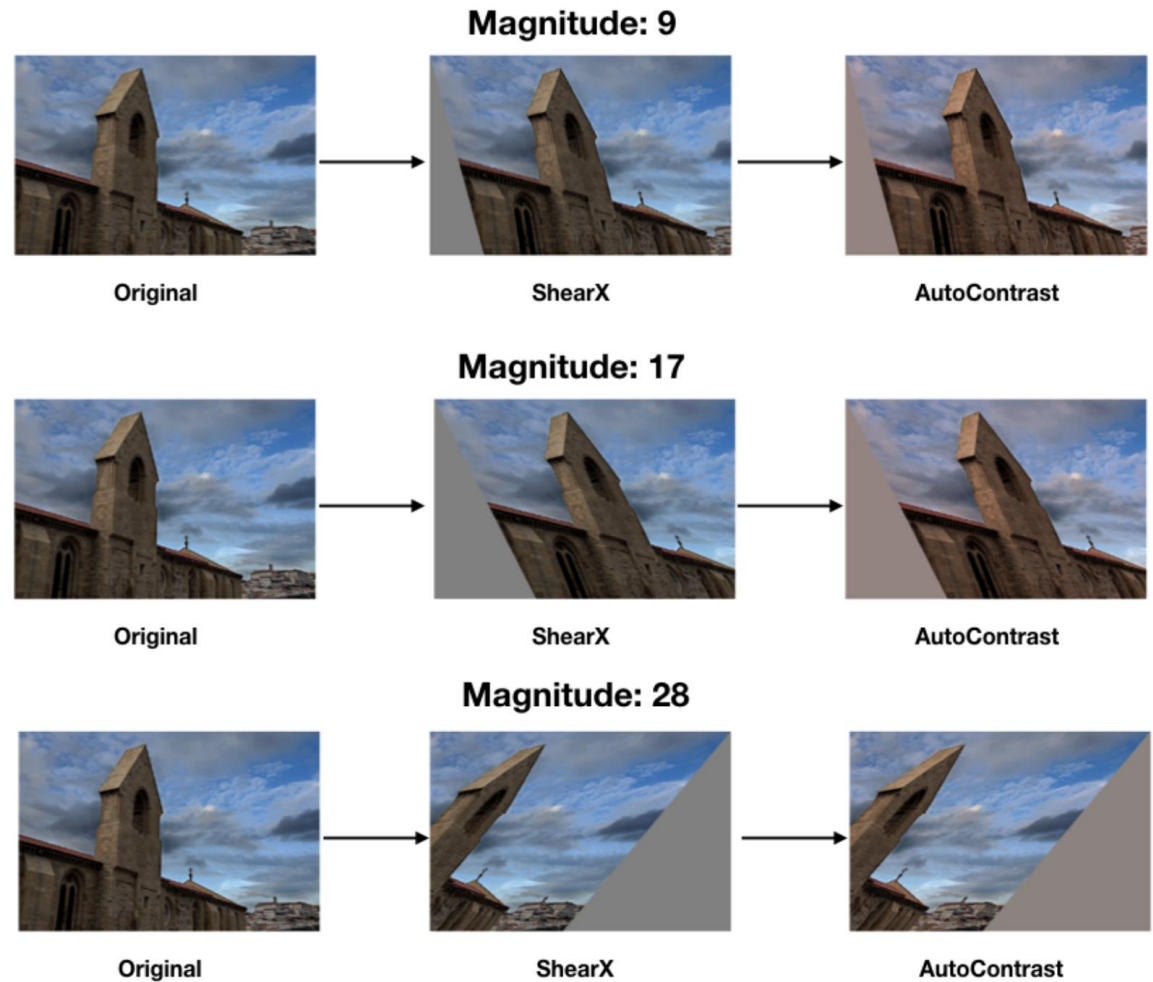 Magnitude: 9
Original
ShearX
AutoContrast
Magnitude: 17
Original
ShearX
AutoContrast
Magnitude: 28
Original
ShearX
AutoContrast